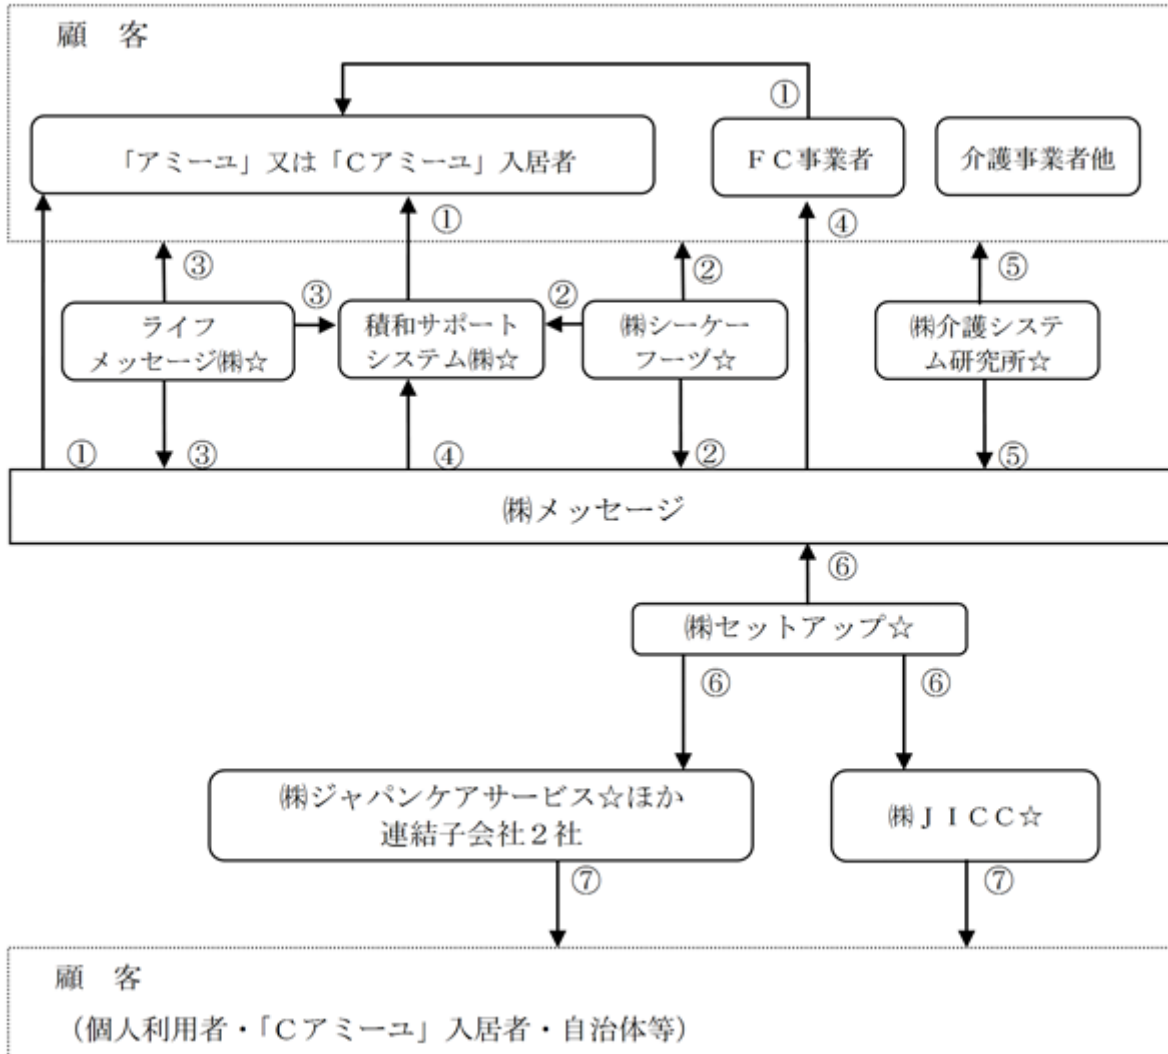 顧 客
①
「アミーユ」又は「Cアミーユ」入居者
FC事業者
介護事業者他
①
④
③
②
⑤
③
②
ライフ
メッセージ㈱☆
積和サポート
システム㈱☆
㈱シーケー
フーヅ☆
㈱介護システ
ム研究所☆
①
③
④
②
⑤
㈱メッセージ
⑥
㈱セットアップ☆
⑥
⑥
㈱ジャパンケアサービス☆ほか
連結子会社2社
㈱JICC☆
⑦
⑦
顧 客
(個人利用者・「Cアミーユ」入居者・自治体等)